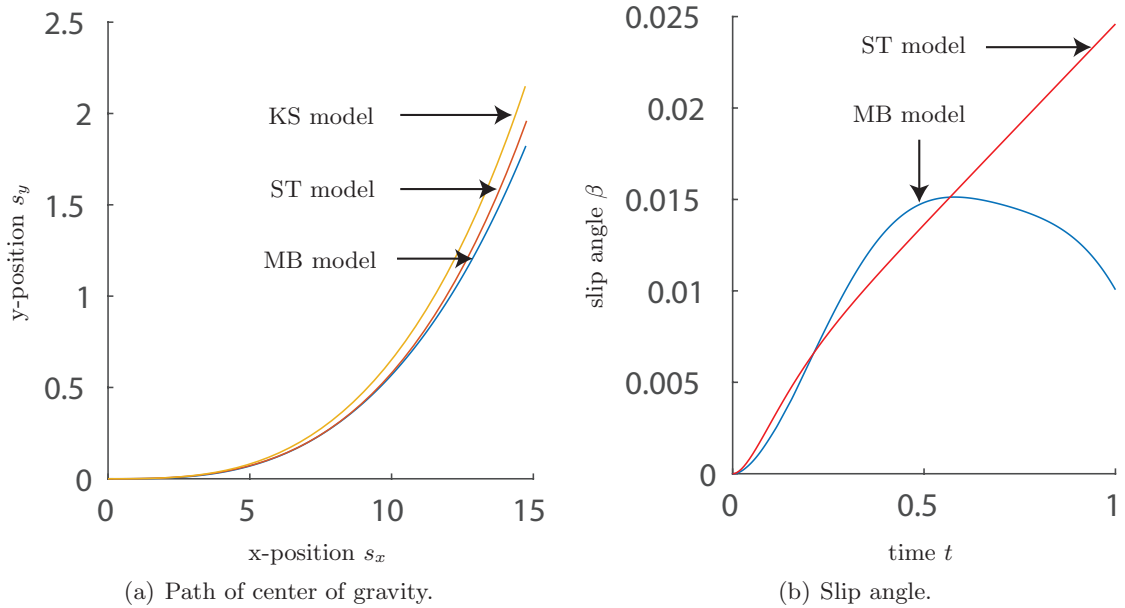 2.5
2
1.5
1
0.5
0
0
5
10
15
y-position s_y
x-position s_x
KS model
ST model
MB model
(a) Path of center of gravity.
0.025
0.02
0.015
0.01
0.005
0
0
0.5
1
slip angle β
time t
ST model
MB model
(b) Slip angle.